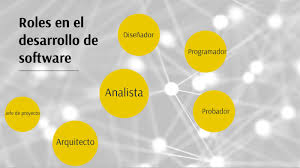 Roles en el
desarrollo de
software
Diseñador
Programador
Analista
Probador
Jefe de proyecto
Arquitecto